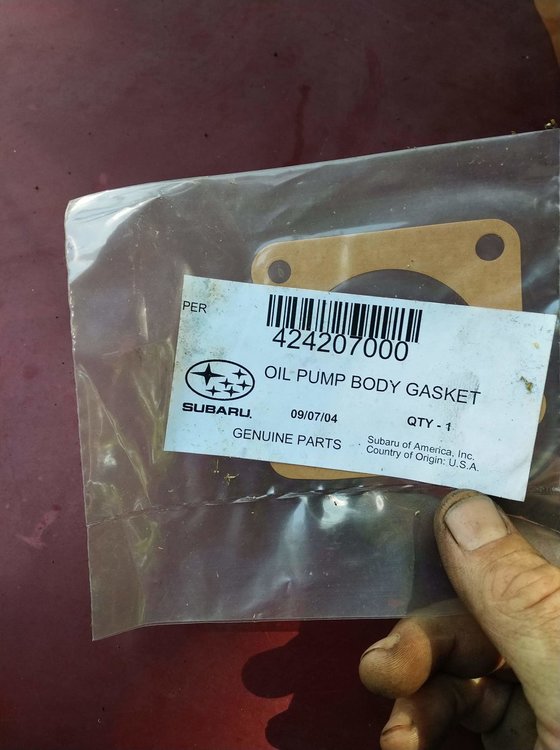 PER
424207000
OIL PUMP BODY GASKET
SUBARU.
09/07/04
QTY - 1
GENUINE PARTS
Subaru of America, Inc.
Country of Origin: U.S.A.